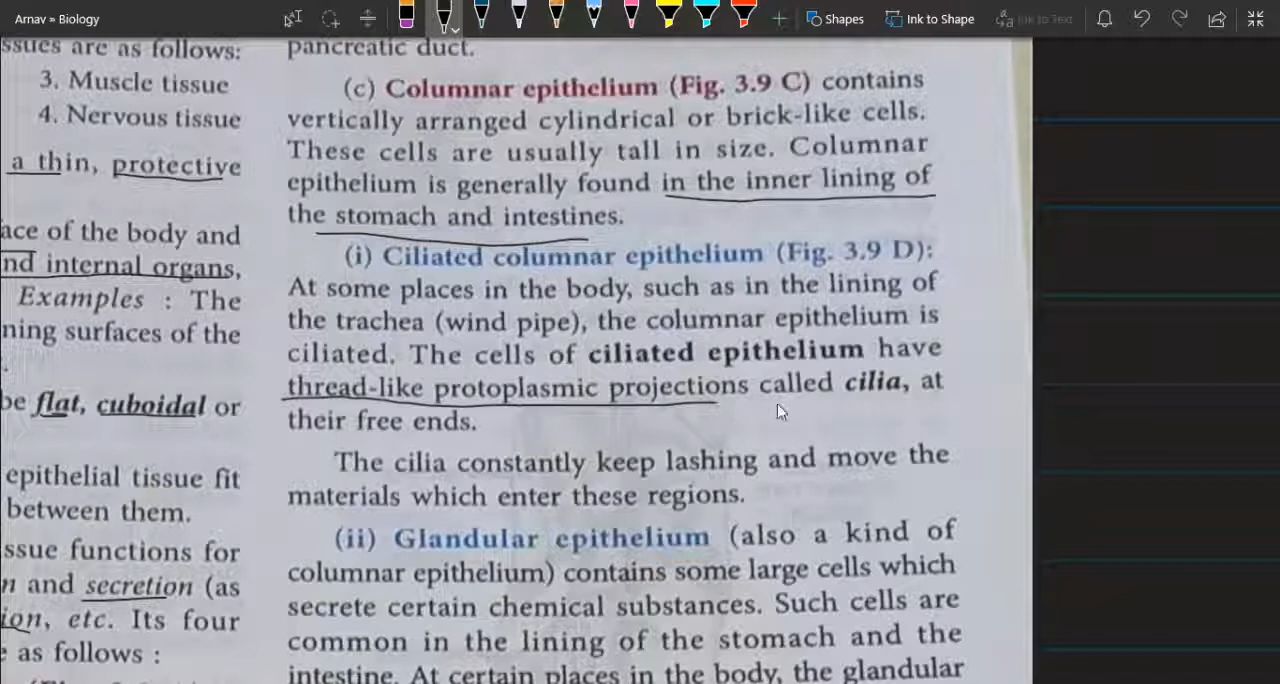 Arnav » Biology
Shapes
Ink to Shape
Ink to Text
ssues are as follows:
3. Muscle tissue
4. Nervous tissue
a thin, protective
ace of the body and
nd internal organs,
Examples : The
ning surfaces of the
be flat, cuboidal or
epithelial tissue fit
between them.
ssue functions for
n and secretion (as
ion, etc. Its four
e as follows :
pancreatic duct.
(c) Columnar epithelium (Fig. 3.9 C) contains
vertically arranged cylindrical or brick-like cells.
These cells are usually tall in size. Columnar
epithelium is generally found in the inner lining of
the stomach and intestines.
(i) Ciliated columnar epithelium (Fig. 3.9 D):
At some places in the body, such as in the lining of
the trachea (wind pipe), the columnar epithelium is
ciliated. The cells of ciliated epithelium have
thread-like protoplasmic projections called cilia, at
their free ends.
The cilia constantly keep lashing and move the
materials which enter these regions.
(ii) Glandular epithelium (also a kind of
columnar epithelium) contains some large cells which
secrete certain chemical substances. Such cells are
common in the lining of the stomach and the
intestine. At certain places in the body, the glandular